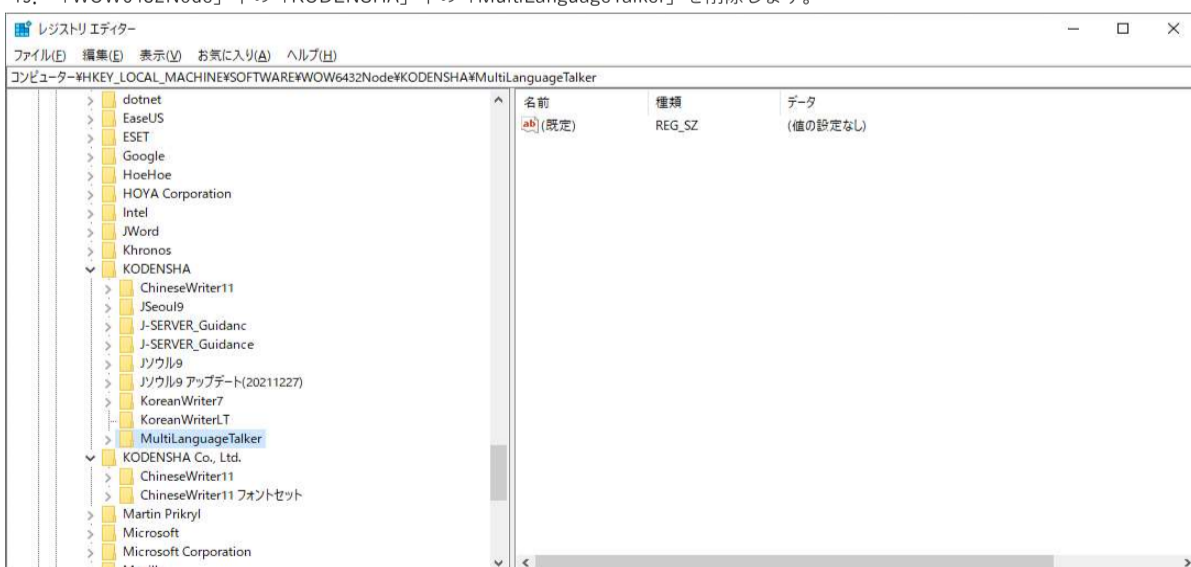 「WOW6432Node」下の「KODENSHA」下の「MultiLanguageTalker」を削除します。
レジストリ エディター
ファイル(F) 編集(E) 表示(V) お気に入り(A) ヘルプ(H)
コンピューター¥HKEY_LOCAL_MACHINE¥SOFTWARE¥WOW6432Node¥KODENSHA¥MultiLanguageTalker
名前 種類 データ
ab (既定) REG_SZ (値の設定なし)
dotnet
EaseUS
ESET
Google
HoeHoe
HOYA Corporation
Intel
JWord
Khronos
KODENSHA
ChineseWriter11
JSeoul9
J-SERVER_Guidanc
J-SERVER_Guidance
Jソウル9
Jソウル9 アップデート(20211227)
KoreanWriter7
KoreanWriterLT
MultiLanguageTalker
KODENSHA Co., Ltd.
ChineseWriter11
ChineseWriter11 フォントセット
Martin Prikryl
Microsoft
Microsoft Corporation